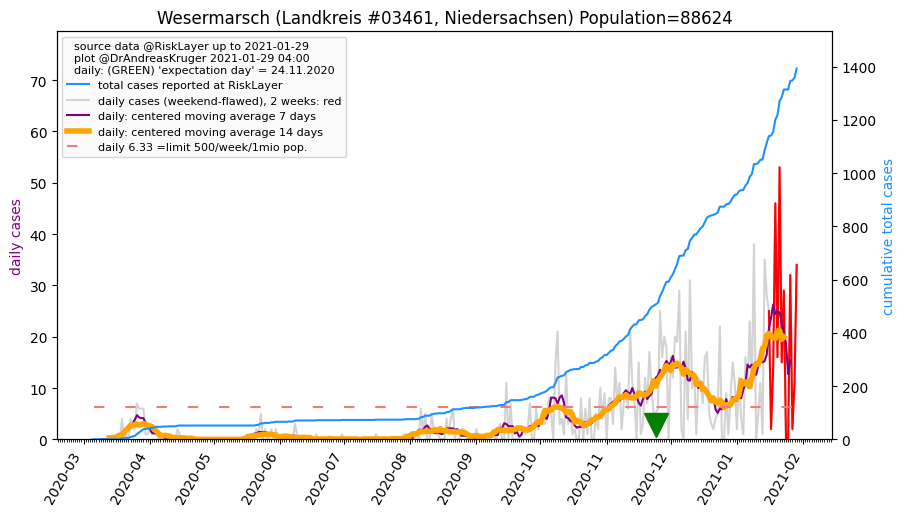 Wesermarsch (Landkreis #03461, Niedersachsen) Population=88624
source data @RiskLayer up to 2021-01-29
plot @DrAndreasKruger 2021-01-29 04:00
daily: (GREEN) 'expectation day' = 24.11.2020
total cases reported at RiskLayer
daily cases (weekend-flawed), 2 weeks: red
daily: centered moving average 7 days
daily: centered moving average 14 days
daily 6.33 =limit 500/week/1mio pop.
daily cases
70
60
50
40
30
20
10
0
cumulative total cases
1400
1200
1000
800
600
400
200
0
2020-03
2020-04
2020-05
2020-06
2020-07
2020-08
2020-09
2020-10
2020-11
2020-12
2021-01
2021-02